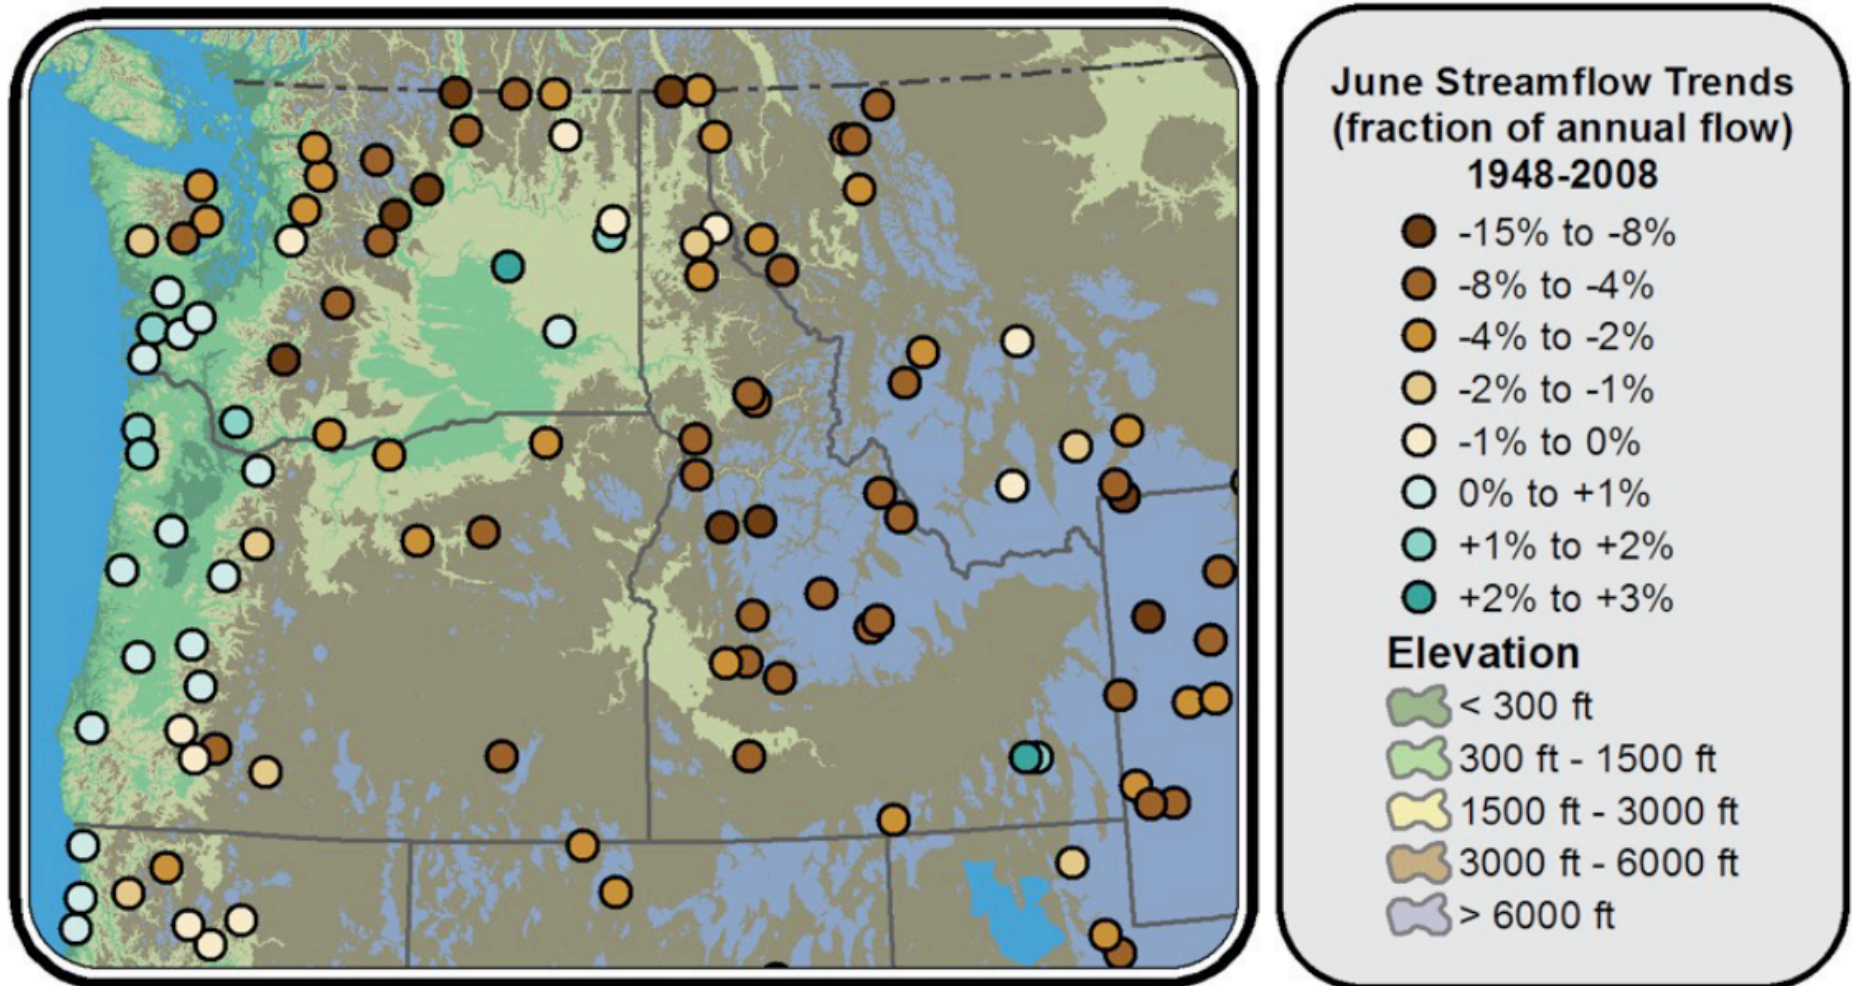 June Streamflow Trends
(fraction of annual flow)
1948-2008
-15% to -8%
-8% to -4%
-4% to -2%
-2% to -1%
-1% to 0%
0% to +1%
+1% to +2%
+2% to +3%
Elevation
< 300 ft
300 ft - 1500 ft
1500 ft - 3000 ft
3000 ft - 6000 ft
> 6000 ft